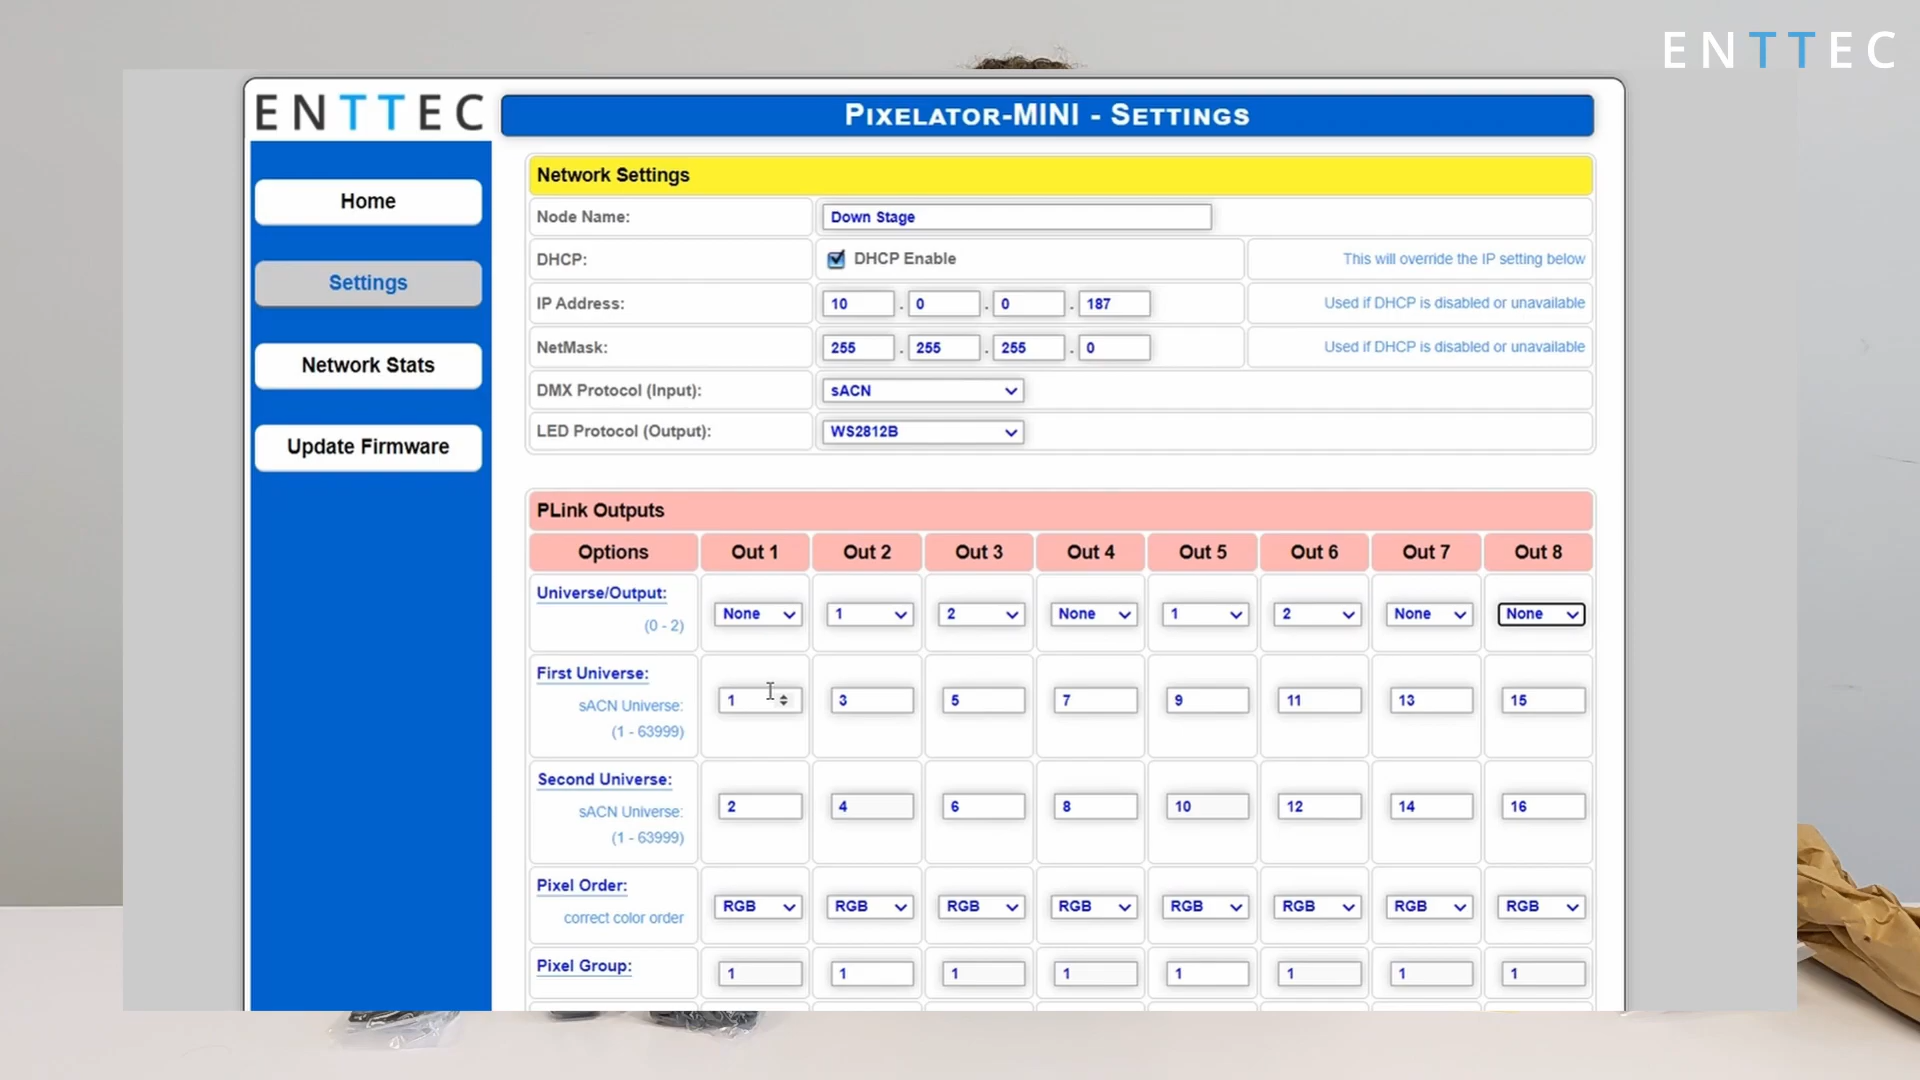 ENTTEC
ENTTEC
PIXELATOR-MINI - SETTINGS
Home
Settings
Network Stats
Update Firmware
Network Settings
Node Name: Down Stage
DHCP: DHCP Enable This will override the IP setting below
IP Address: 10 . 0 . 0 . 187 Used if DHCP is disabled or unavailable
NetMask: 255 . 255 . 255 . 0 Used if DHCP is disabled or unavailable
DMX Protocol (Input): sACN
LED Protocol (Output): WS2812B
PLink Outputs
Options Out 1 Out 2 Out 3 Out 4 Out 5 Out 6 Out 7 Out 8
Universe/Output:
(0 - 2)
None 1 2 None 1 2 None None
First Universe:
sACN Universe:
(1 - 63999)
1 3 5 7 9 11 13 15
Second Universe:
sACN Universe:
(1 - 63999)
2 4 6 8 10 12 14 16
Pixel Order:
correct color order
RGB RGB RGB RGB RGB RGB RGB RGB
Pixel Group: 1 1 1 1 1 1 1 1